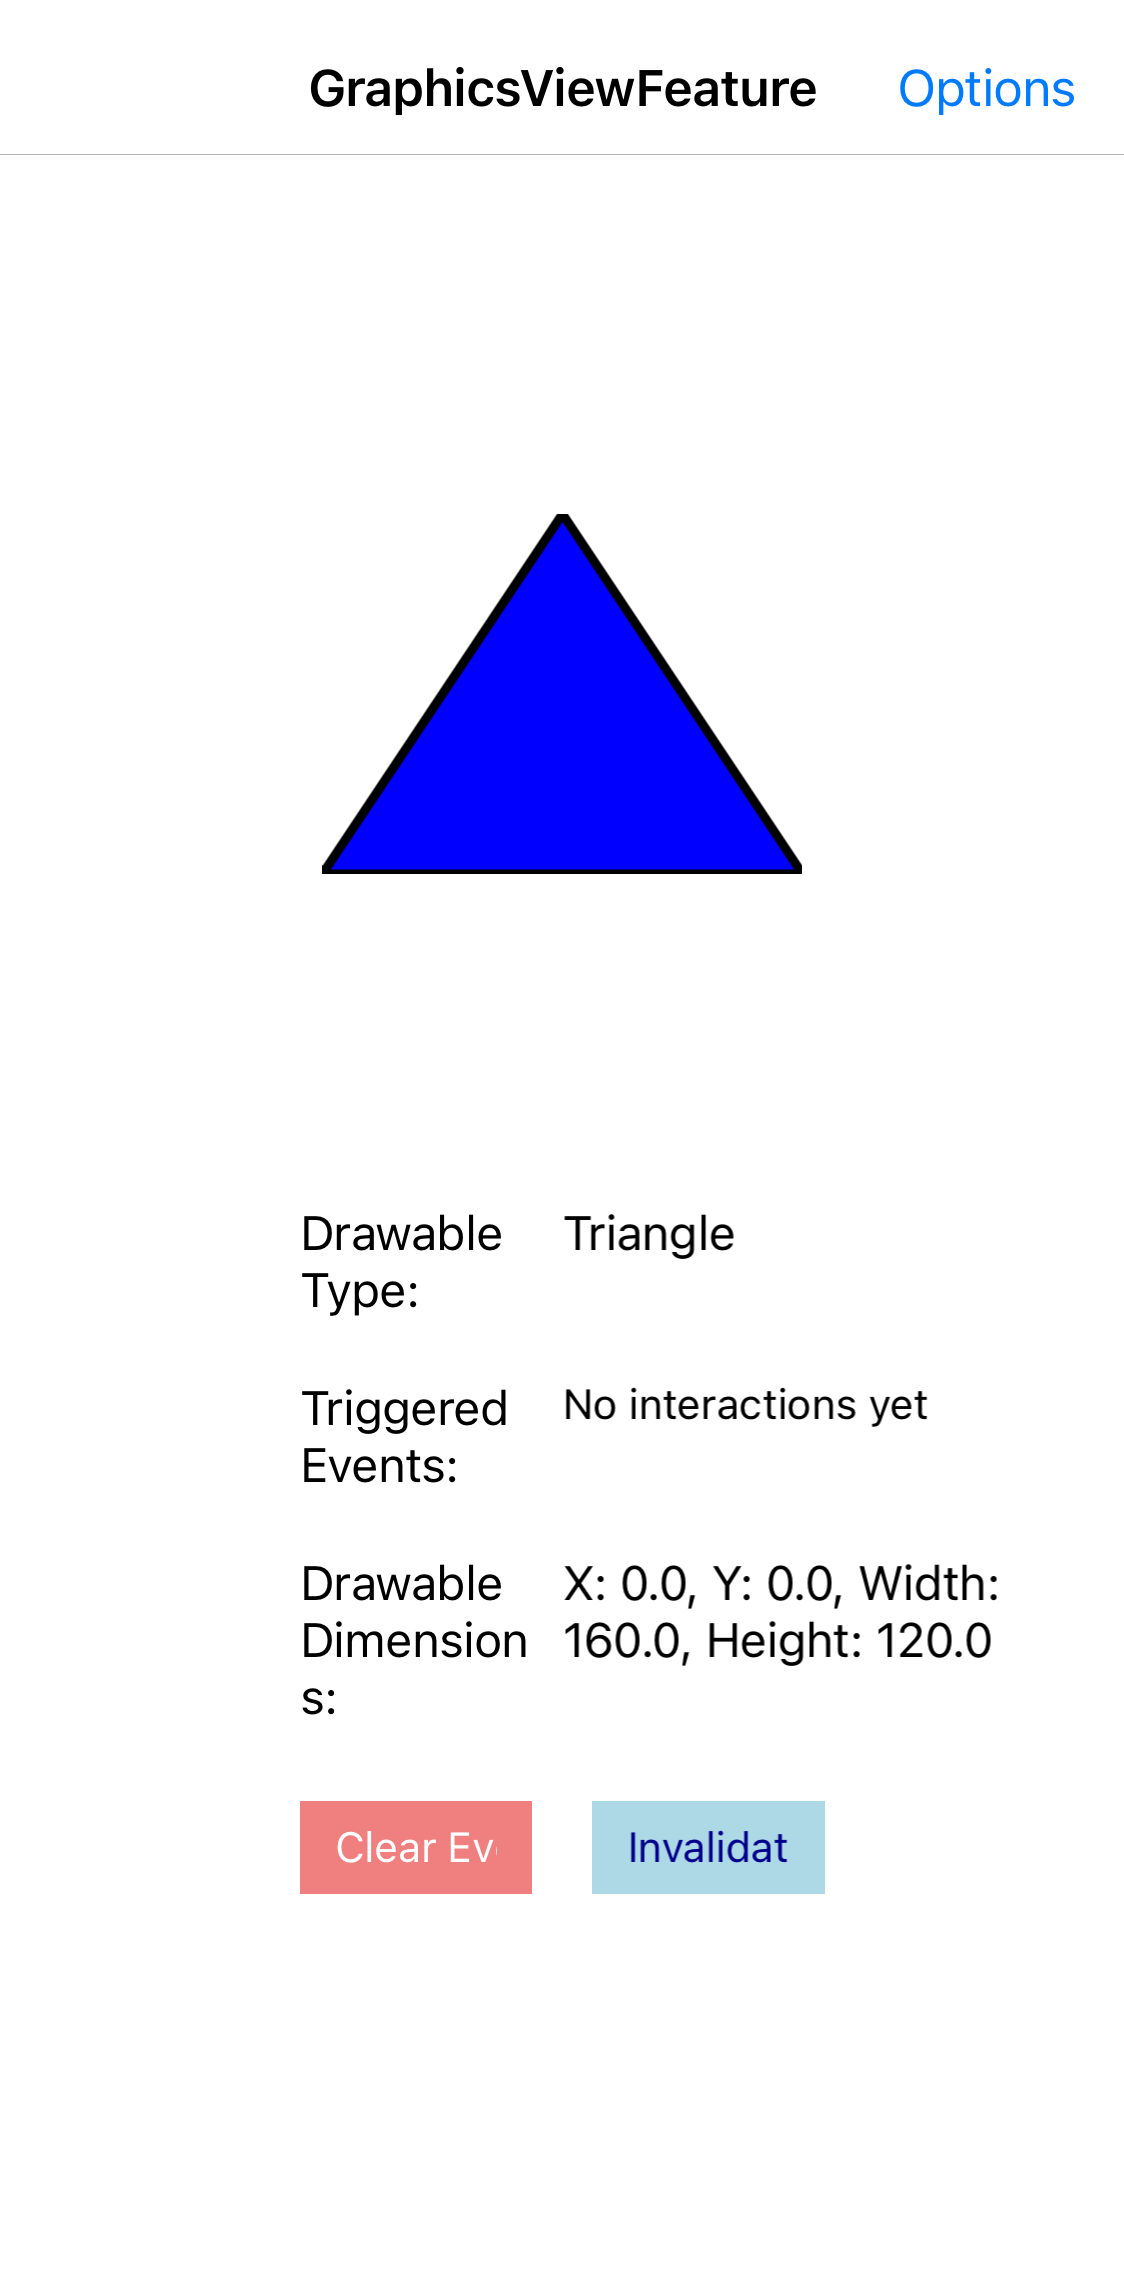 GraphicsViewFeature
Options
Drawable
Type:
Triangle
Triggered
Events:
No interactions yet
Drawable
Dimension
s:
X: 0.0, Y: 0.0, Width:
160.0, Height: 120.0
Clear Ev
Invalidat